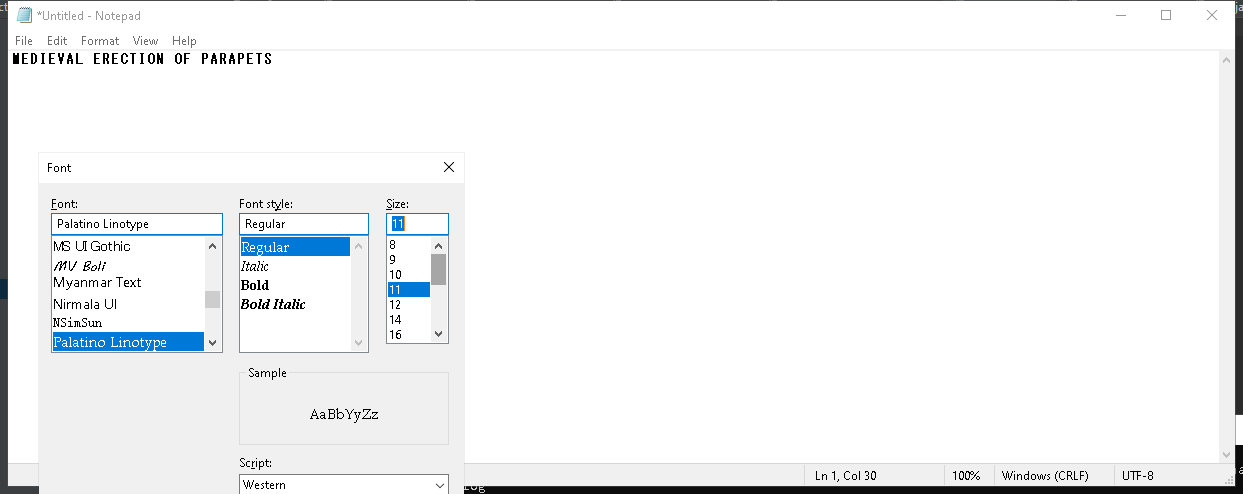 *Untitled - Notepad
File Edit Format View Help
MEDIEVAL ERECTION OF PARAPETS
Font
Font: Font style: Size:
Palatino Linotype Regular 11
MS UI Gothic Regular 8
MV Boli Italic 9
Myanmar Text Bold 10
Nirmala UI Bold Italic 11
NSimSun 12
Palatino Linotype 14
16
Sample
AaBbYyZz
Script:
Western
Ln 1, Col 30 100% Windows (CRLF) UTF-8